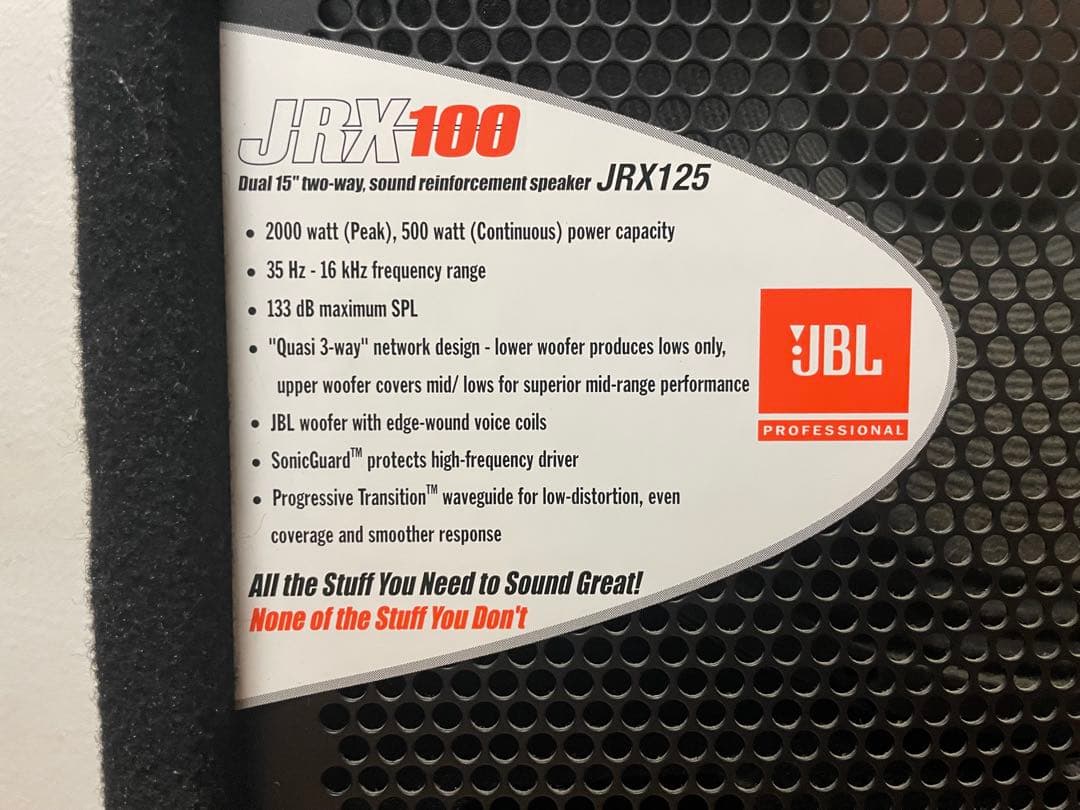 JRX100
Dual 15" two-way, sound reinforcement speaker JRX125
• 2000 watt (Peak), 500 watt (Continuous) power capacity
• 35 Hz - 16 kHz frequency range
• 133 dB maximum SPL
• "Quasi 3-way" network design - lower woofer produces lows only,
upper woofer covers mid/ lows for superior mid-range performance
• JBL woofer with edge-wound voice coils
• SonicGuard™ protects high-frequency driver
• Progressive Transition™ waveguide for low-distortion, even
coverage and smoother response
All the Stuff You Need to Sound Great!
None of the Stuff You Don't
JBL
PROFESSIONAL